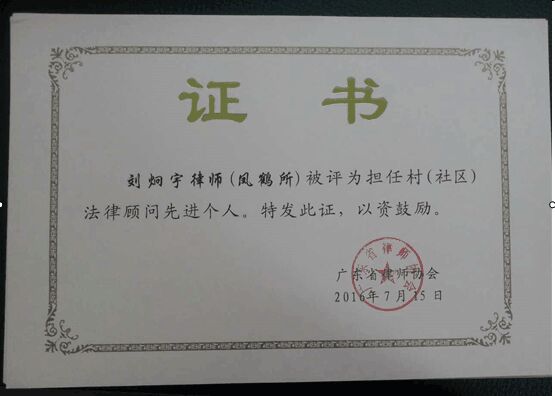 证 书
刘炯宇律师(凤鹤所)被评为担任村(社区)
法律顾问先进个人。特发此证，以资鼓励。
广东省律师协会
2016年7月15日